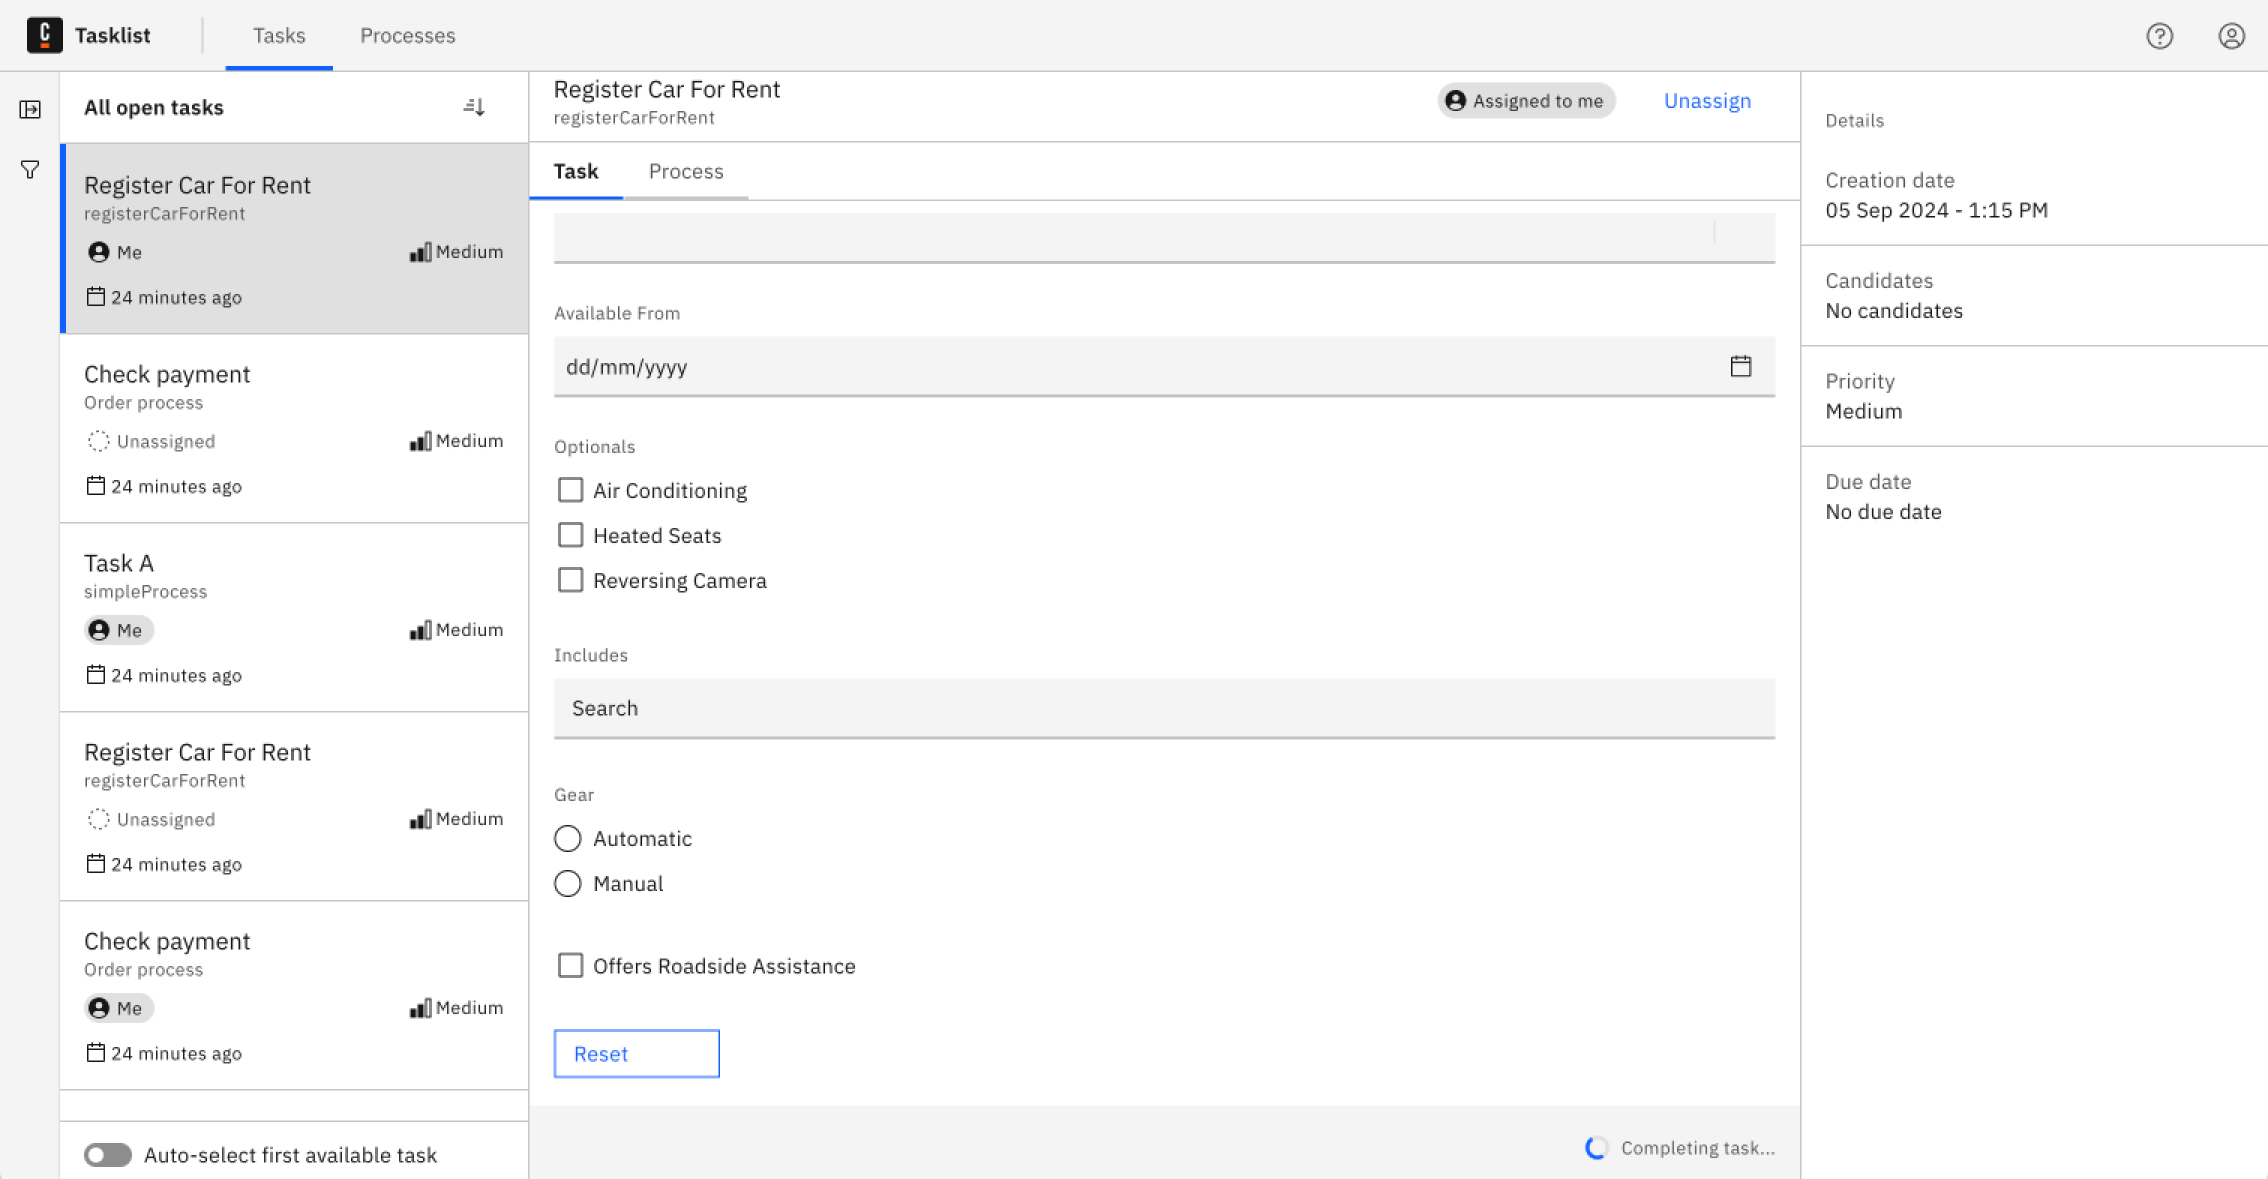 Tasklist
Tasks
Processes
All open tasks
Register Car For Rent
registerCarForRent
Me
Medium
24 minutes ago
Check payment
Order process
Unassigned
Medium
24 minutes ago
Task A
simpleProcess
Me
Medium
24 minutes ago
Register Car For Rent
registerCarForRent
Unassigned
Medium
24 minutes ago
Check payment
Order process
Me
Medium
24 minutes ago
Auto-select first available task
Register Car For Rent
registerCarForRent
Assigned to me
Unassign
Task
Process
Available From
dd/mm/yyyy
Optionals
Air Conditioning
Heated Seats
Reversing Camera
Includes
Search
Gear
Automatic
Manual
Offers Roadside Assistance
Reset
Completing task...
Details
Creation date
05 Sep 2024 - 1:15 PM
Candidates
No candidates
Priority
Medium
Due date
No due date